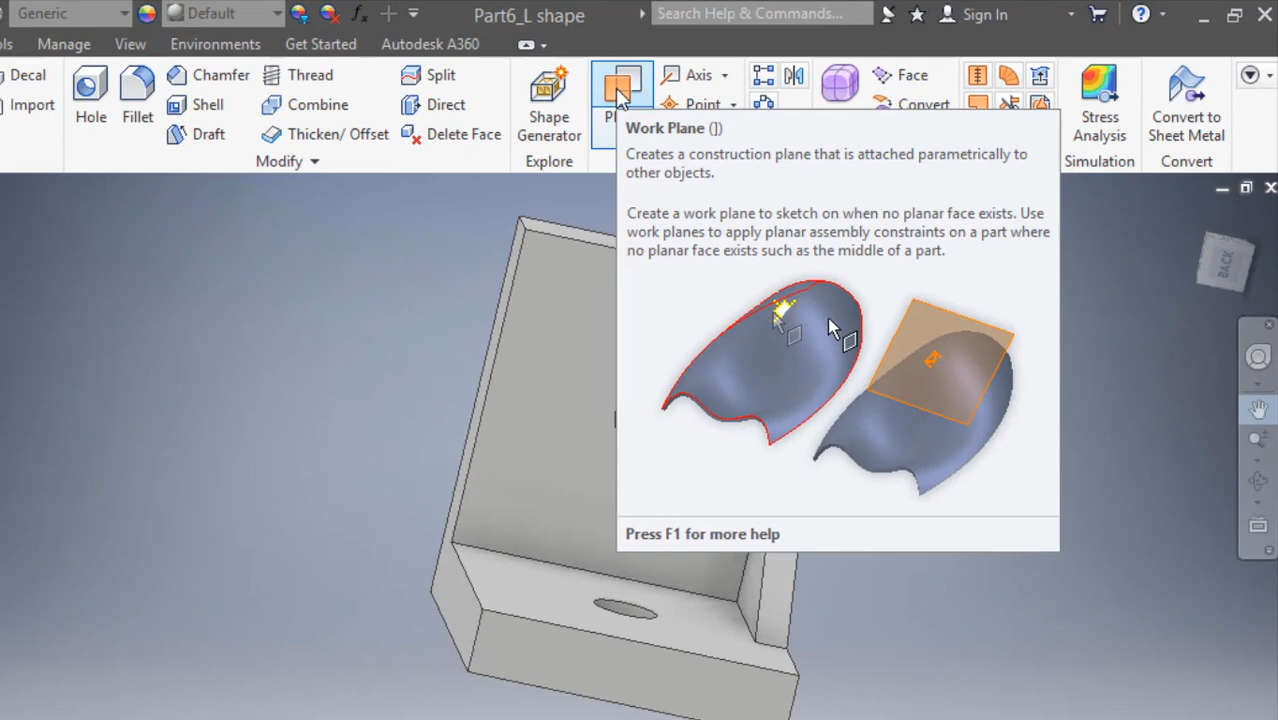 Generic
Default
Part6_L shape
Search Help & Commands...
Sign In
Manage
View
Environments
Get Started
Autodesk A360
Decal
Import
Hole
Fillet
Chamfer
Shell
Draft
Thread
Combine
Thicken/ Offset
Split
Direct
Delete Face
Modify
Shape
Generator
Explore
Axis
Point
Face
Convert
Stress
Analysis
Simulation
Convert to
Sheet Metal
Convert
Work Plane (])
Creates a construction plane that is attached parametrically to
other objects.
Create a work plane to sketch on when no planar face exists. Use
work planes to apply planar assembly constraints on a part where
no planar face exists such as the middle of a part.
Press F1 for more help
BACK